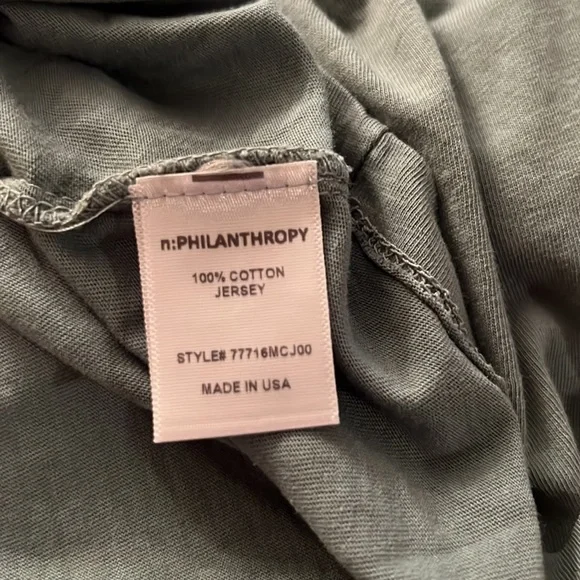 n:PHILANTHROPY
100% COTTON
JERSEY
STYLE# 77716MCJ00
MADE IN USA